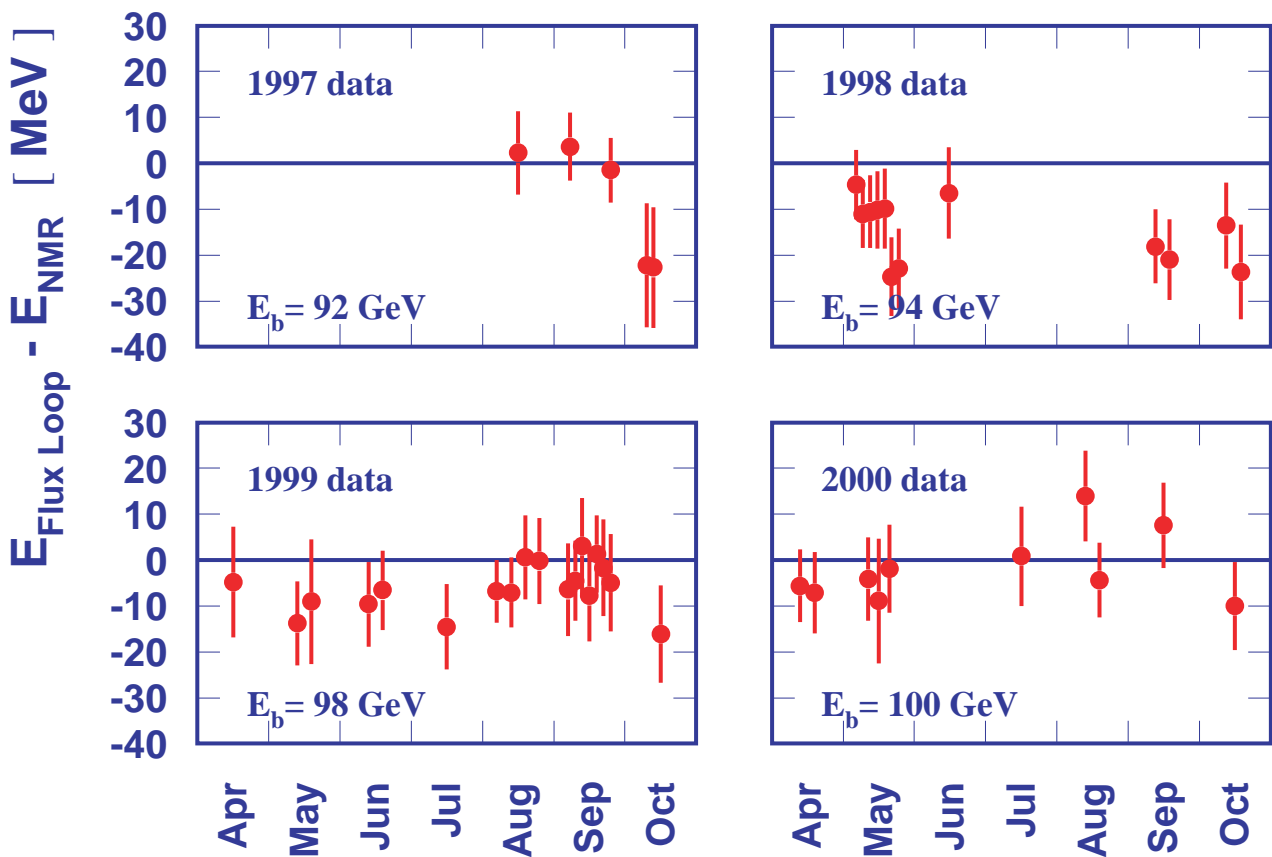 E_Flux Loop - E_NMR [ MeV ]
30
20
10
0
-10
-20
-30
-40
1997 data
E_b= 92 GeV
1998 data
E_b= 94 GeV
30
20
10
0
-10
-20
-30
-40
1999 data
E_b= 98 GeV
2000 data
E_b= 100 GeV
Apr
May
Jun
Jul
Aug
Sep
Oct
Apr
May
Jun
Jul
Aug
Sep
Oct